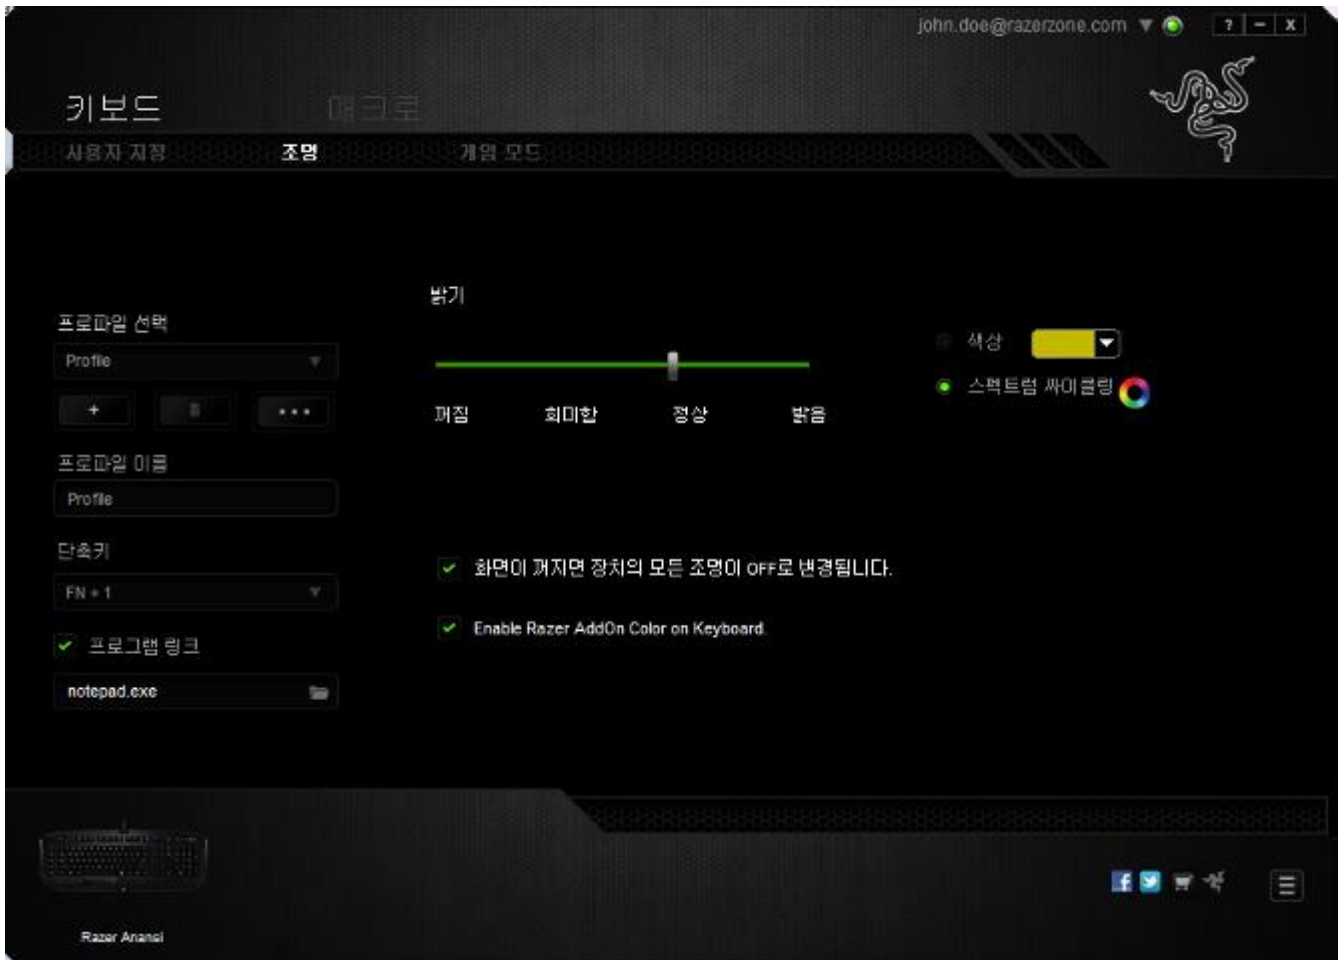 john.doe@razerzone.com
? – X
키보드 매크로
사용자 지정 조명 게임 모드
프로파일 선택
Profile
+ •••
프로파일 이름
Profile
단축키
FN + 1
프로그램 링크
notepad.exe
밝기
꺼짐 희미함 정상 밝음
색상
스펙트럼 싸이클링
화면이 꺼지면 장치의 모든 조명이 OFF로 변경됩니다.
Enable Razer AddOn Color on Keyboard.
Razer Anansi